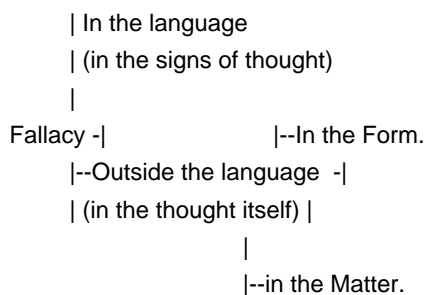 | In the language
| (in the signs of thought)
|
Fallacy -| |--In the Form.
|--Outside the language -|
| (in the thought itself) |
|
|--in the Matter.